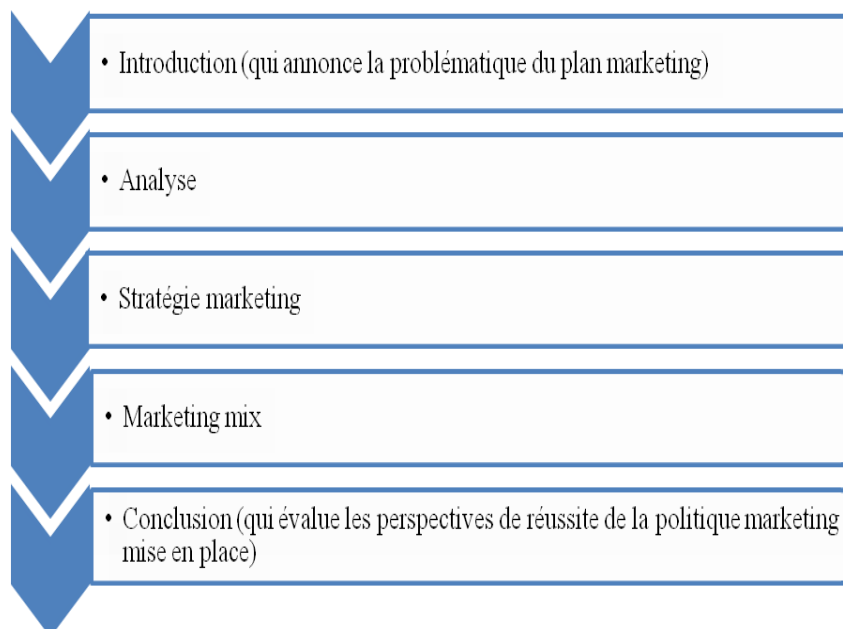 • Introduction (qui annonce la problématique du plan marketing)
• Analyse
• Stratégie marketing
• Marketing mix
• Conclusion (qui évalue les perspectives de réussite de la politique marketing
mise en place)